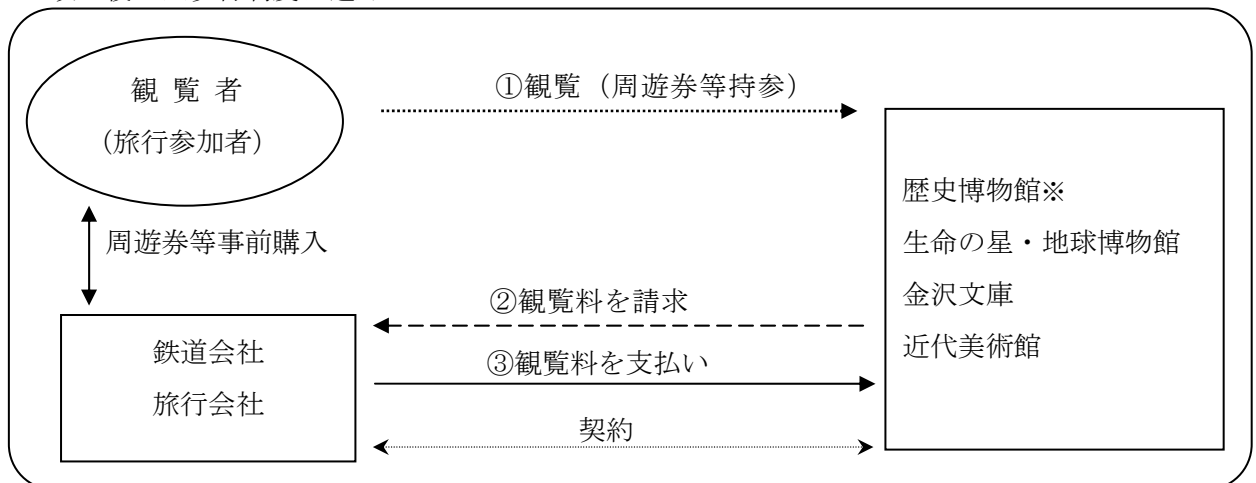 観 覧 者
(旅行参加者)
①観覧（周遊券等持参）
歴史博物館※
生命の星・地球博物館
金沢文庫
近代美術館
周遊券等事前購入
②観覧料を請求
鉄道会社
旅行会社
③観覧料を支払い
契約